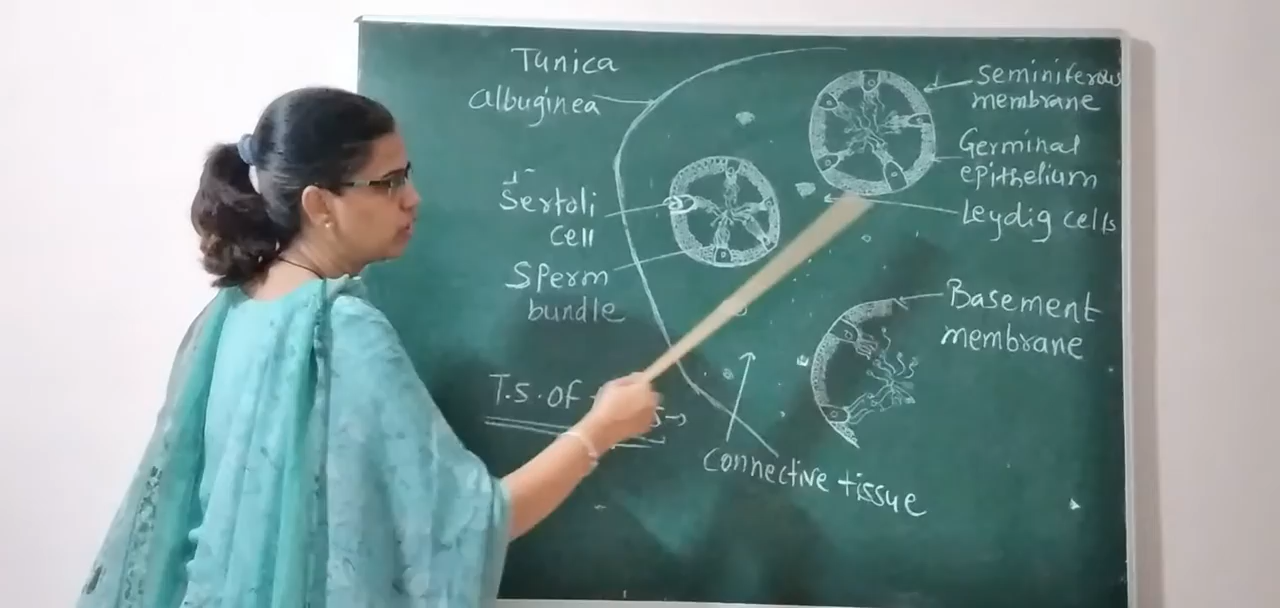 Tunica
albuginea
Sertoli
cell
Sperm
bundle
T.S. of
Seminiferous
membrane
Germinal
epithelium
Leydig cells
Basement
membrane
Connective tissue